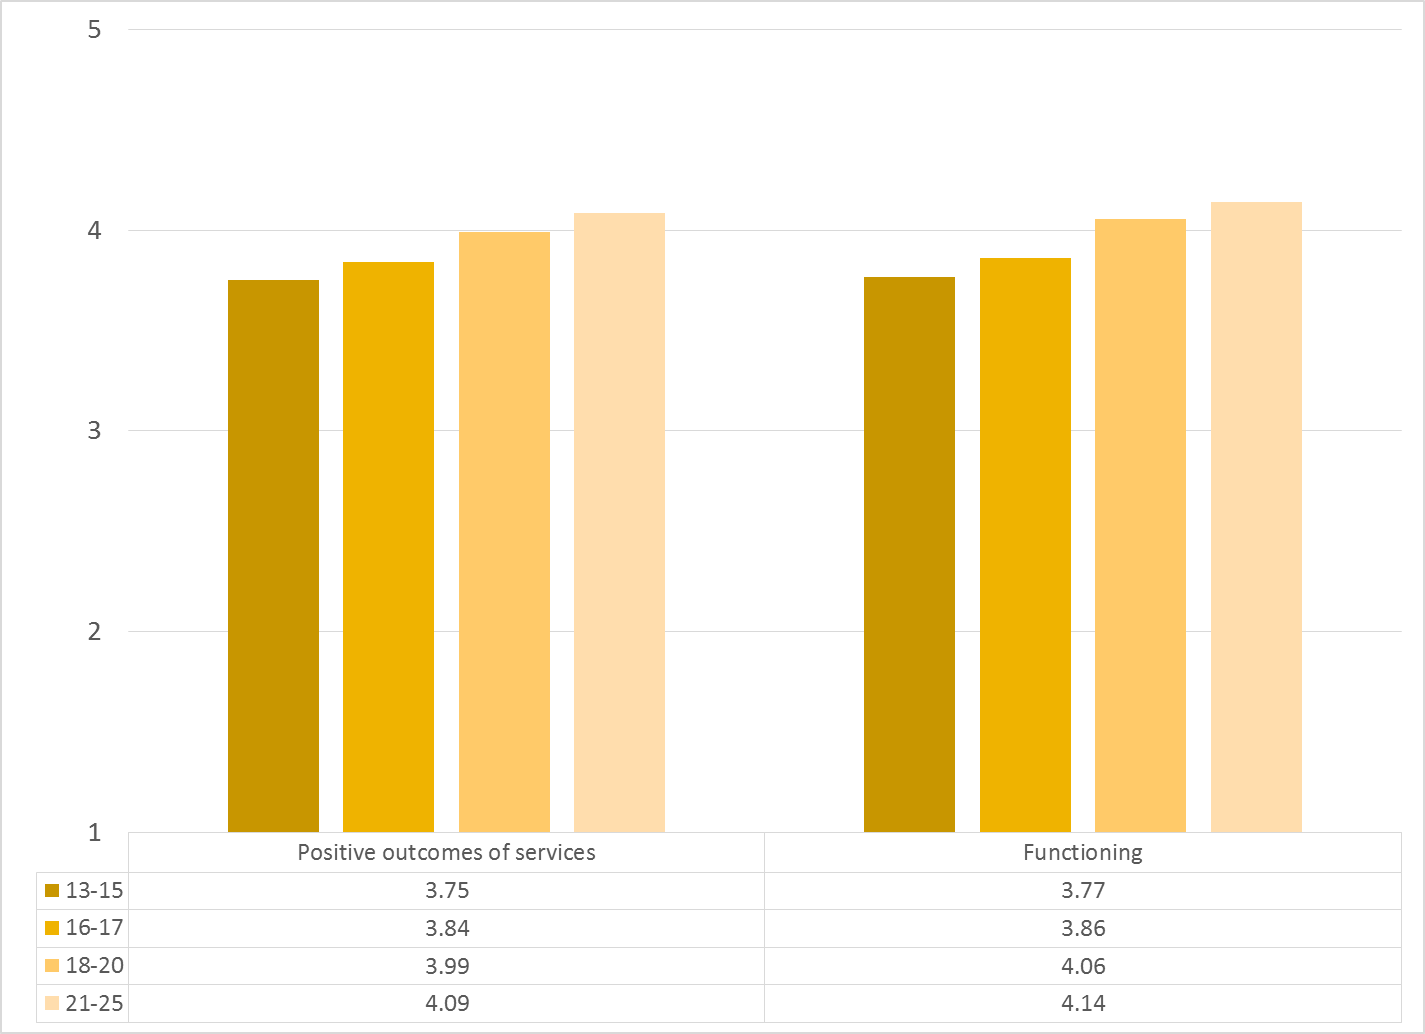 5
4
3
2
1
Positive outcomes of services Functioning
13-15 3.75 3.77
16-17 3.84 3.86
18-20 3.99 4.06
21-25 4.09 4.14